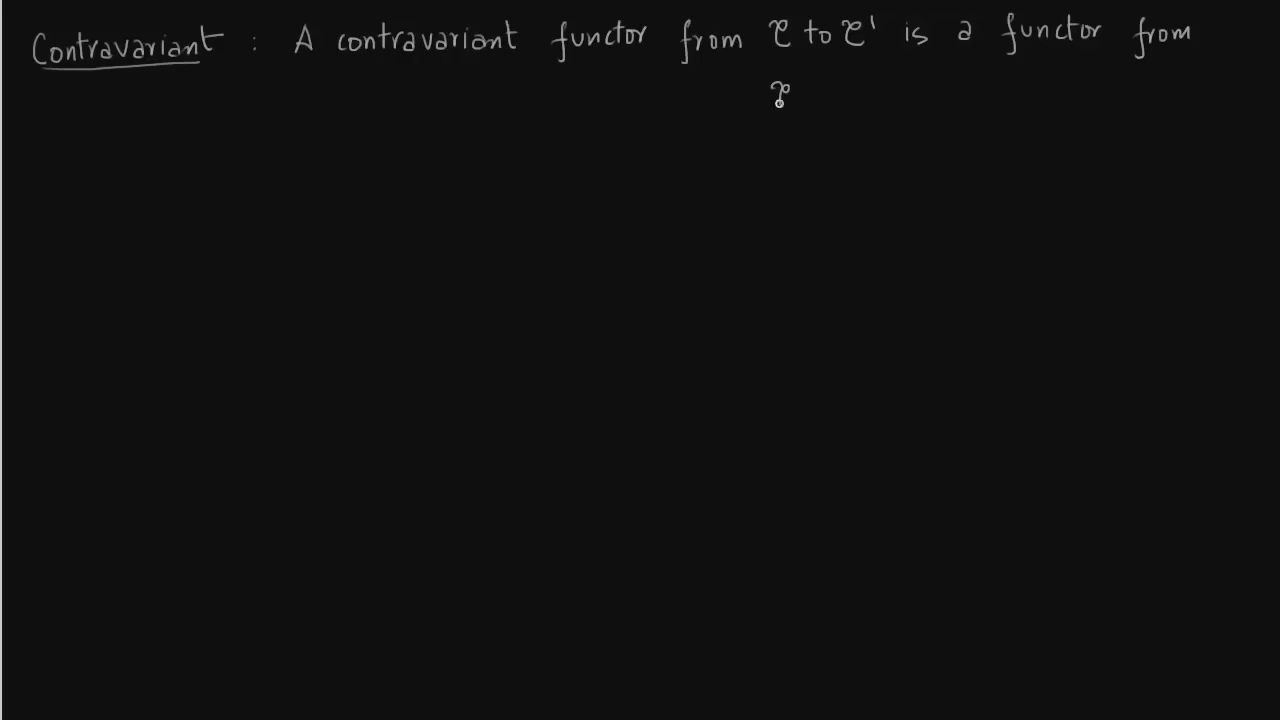 Contravariant : A contravariant functor from 𝒞 to 𝒞' is a functor from